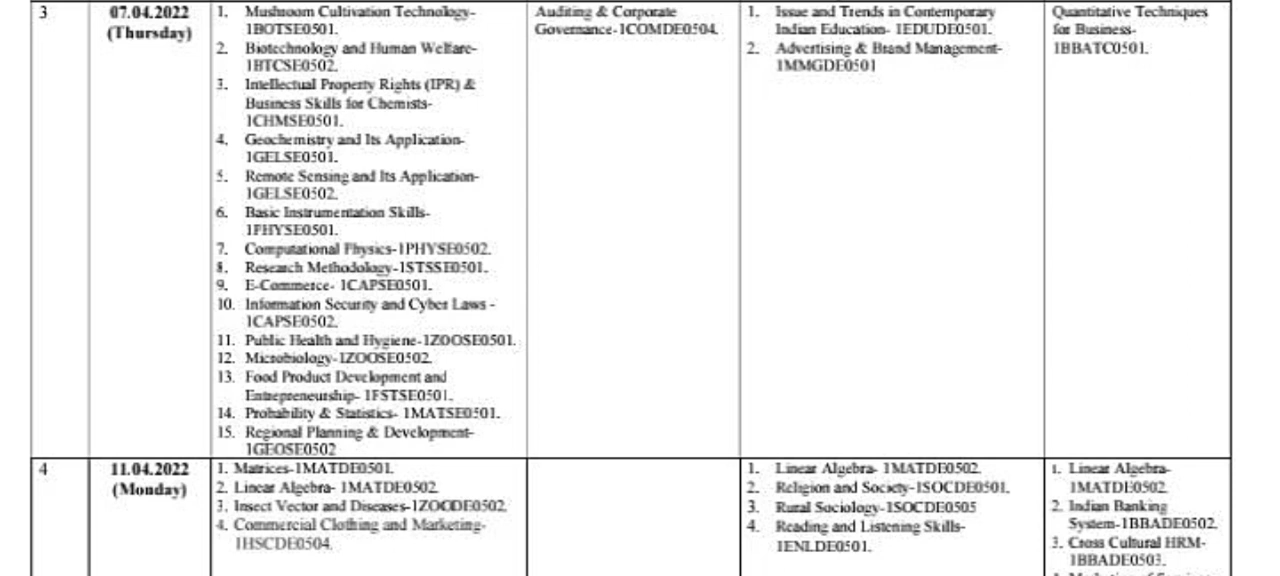 3
07.04.2022
(Thursday)
1. Mushroom Cultivation Technology-
1BOTSE0501.
2. Biotechnology and Human Welfare-
1BTCSE0502.
3. Intellectual Property Rights (IPR) &
Business Skills for Chemists-
1CHMSE0501.
4. Geochemistry and Its Application-
1GELSE0501.
5. Remote Sensing and Its Application-
1GELSE0502.
6. Basic Instrumentation Skills-
1PHYSE0501.
7. Computational Physics-1PHYSE0502.
8. Research Methodology-1STSSE0501.
9. E-Commerce- 1CAPSE0501.
10. Information Security and Cyber Laws -
1CAPSE0502.
11. Public Health and Hygiene-1ZOOSE0501.
12. Microbiology-1ZOOSE0502.
13. Food Product Development and
Entrepreneurship- 1FSTSE0501.
14. Probability & Statistics- 1MATSE0501.
15. Regional Planning & Development-
1GEOSE0502
Auditing & Corporate
Governance-1COMDE0504.
1. Issue and Trends in Contemporary
Indian Education- 1EDUDE0501.
2. Advertising & Brand Management-
1MMGDE0501
Quantitative Techniques
for Business-
1BBATC0501.
4
11.04.2022
(Monday)
1. Matrices-1MATDE0501.
2. Linear Algebra- 1MATDE0502.
3. Insect Vector and Diseases-1ZOODE0502.
4. Commercial Clothing and Marketing-
1HSCDE0504.
1. Linear Algebra- 1MATDE0502.
2. Religion and Society-1SOCDE0501.
3. Rural Sociology-1SOCDE0505
4. Reading and Listening Skills-
1ENLDE0501.
1. Linear Algebra-
1MATDE0502.
2. Indian Banking
System-1BBADE0502.
3. Cross Cultural HRM-
1BBADE0503.